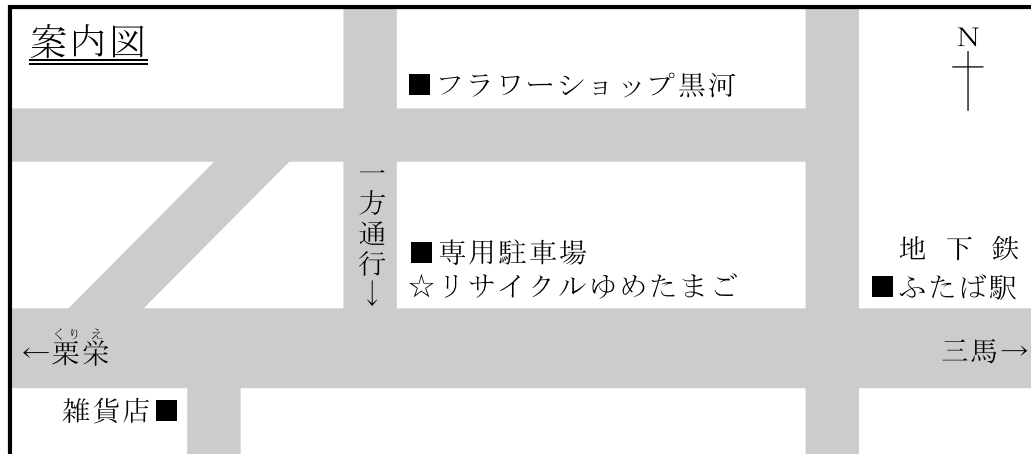 案内図
N
■フラワーショップ黒河
一方通行↓
■専用駐車場
☆リサイクルゆめたまご
地下鉄
■ふたば駅
くりえ
←栗栄
三馬→
雑貨店■